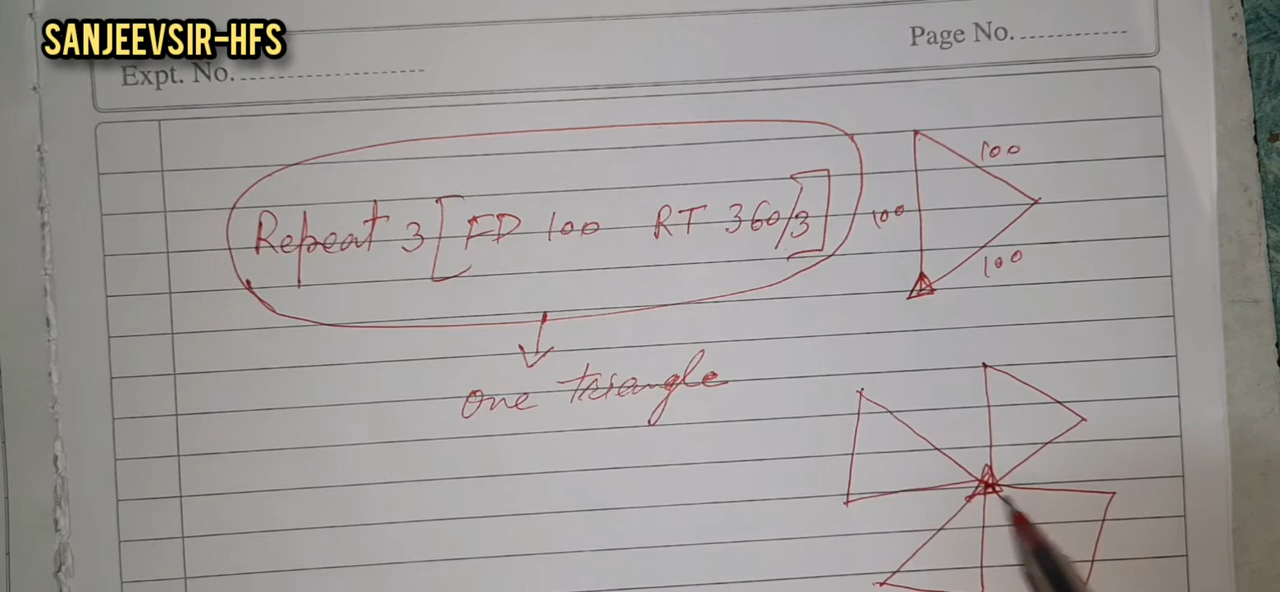 SANJEEVSIR-HFS
Page No.
Expt. No.
Repeat 3 [FD 100 RT 360/3]
100
100
100
One triangle